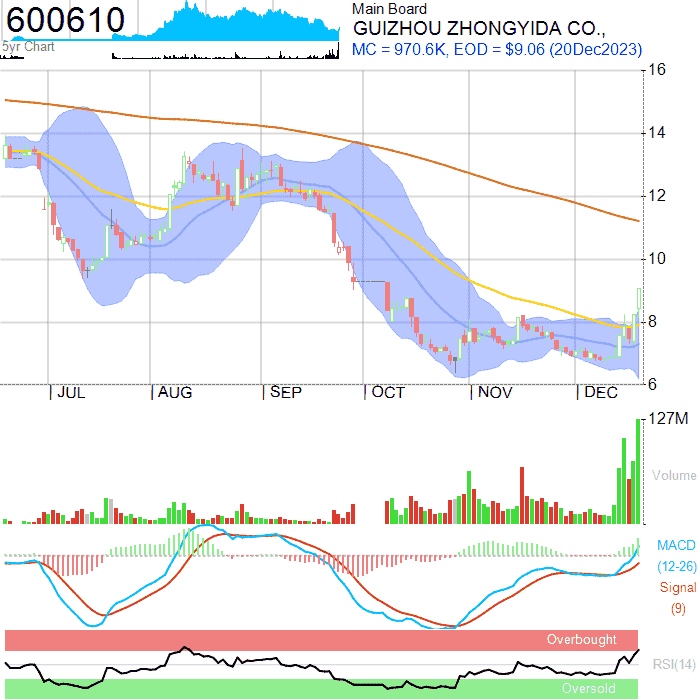 600610
5yr Chart
Main Board
GUIZHOU ZHONGYIDA CO.,
MC = 970.6K, EOD = $9.06 (20Dec2023)
16
14
12
10
8
6
JUL AUG SEP OCT NOV DEC
127M
Volume
MACD
(12-26)
Signal
(9)
Overbought
RSI(14)
Oversold